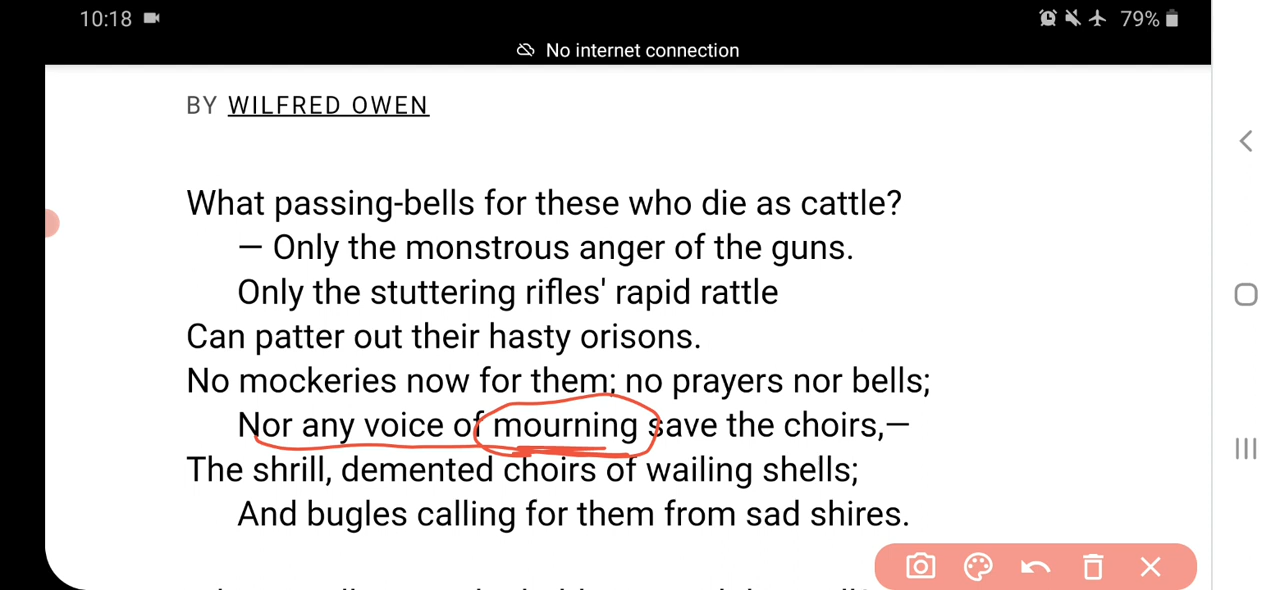 10:18 79%
No internet connection
BY WILFRED OWEN
What passing-bells for these who die as cattle?
— Only the monstrous anger of the guns.
Only the stuttering rifles' rapid rattle
Can patter out their hasty orisons.
No mockeries now for them; no prayers nor bells;
Nor any voice of mourning save the choirs,—
The shrill, demented choirs of wailing shells;
And bugles calling for them from sad shires.